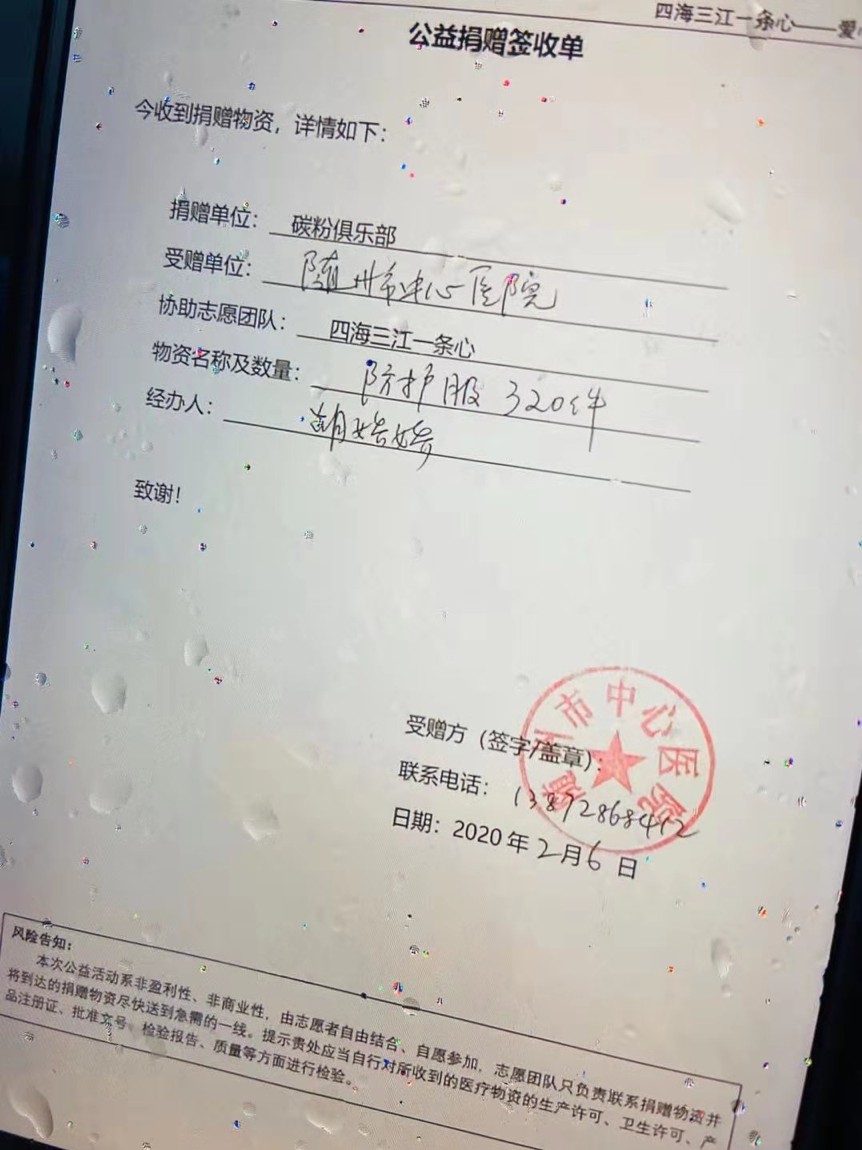 四海三江一条心——爱
公益捐赠签收单
今收到捐赠物资，详情如下：
捐赠单位： 碳粉俱乐部
受赠单位： 随州市中心医院
协助志愿团队： 四海三江一条心
物资名称及数量： 防护服 320件
经办人：
致谢！
随州市中心医院
受赠方（签字/盖章）：
联系电话： 13872868412
日期：2020年2月6日
风险告知：
本次公益活动系非盈利性、非商业性，由志愿者自由结合、自愿参加，志愿团队只负责联系捐赠物资并
将到达的捐赠物资尽快送到急需的一线。提示贵处应当自行对所收到的医疗物资的生产许可、卫生许可、产
品注册证、批准文号、检验报告、质量等方面进行检验。